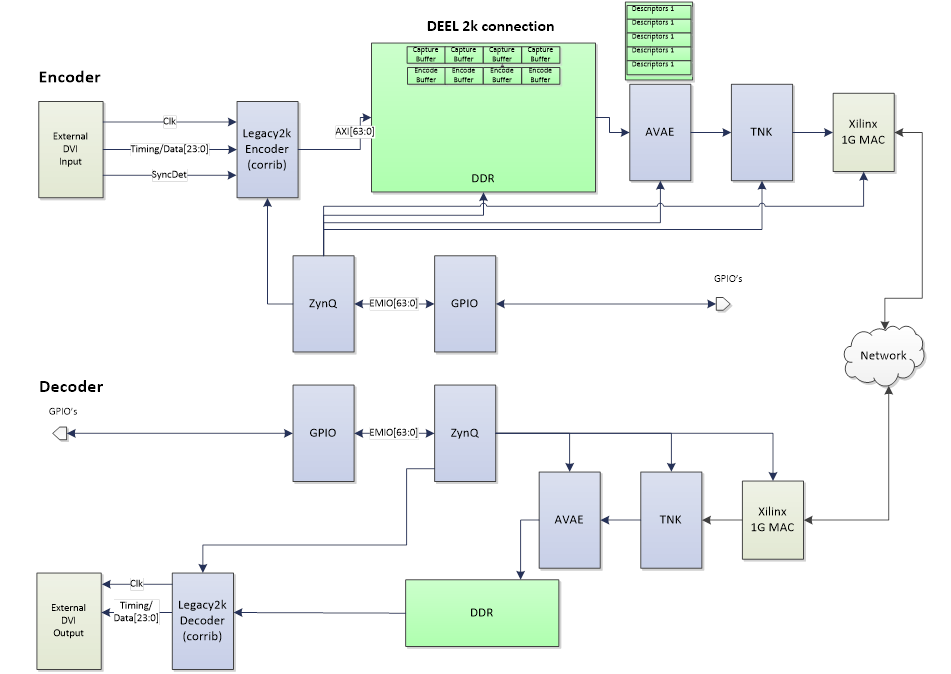 DEEL 2k connection
Descriptors 1
Descriptors 1
Descriptors 1
Descriptors 1
Descriptors 1
Capture Buffer
Capture Buffer
Capture Buffer
Capture Buffer
Encode Buffer
Encode Buffer
Encode Buffer
Encode Buffer
DDR
Encoder
External
DVI
Input
Clk
Timing/Data[23:0]
SyncDet
Legacy2k
Encoder
(corrib)
AXI[63:0]
AVAE
TNK
Xilinx
1G MAC
ZynQ
EMIO[63:0]
GPIO
GPIO's
Network
Decoder
GPIO's
GPIO
EMIO[63:0]
ZynQ
AVAE
TNK
Xilinx
1G MAC
External
DVI
Output
Clk
Timing/
Data[23:0]
Legacy2k
Decoder
(corrib)
DDR